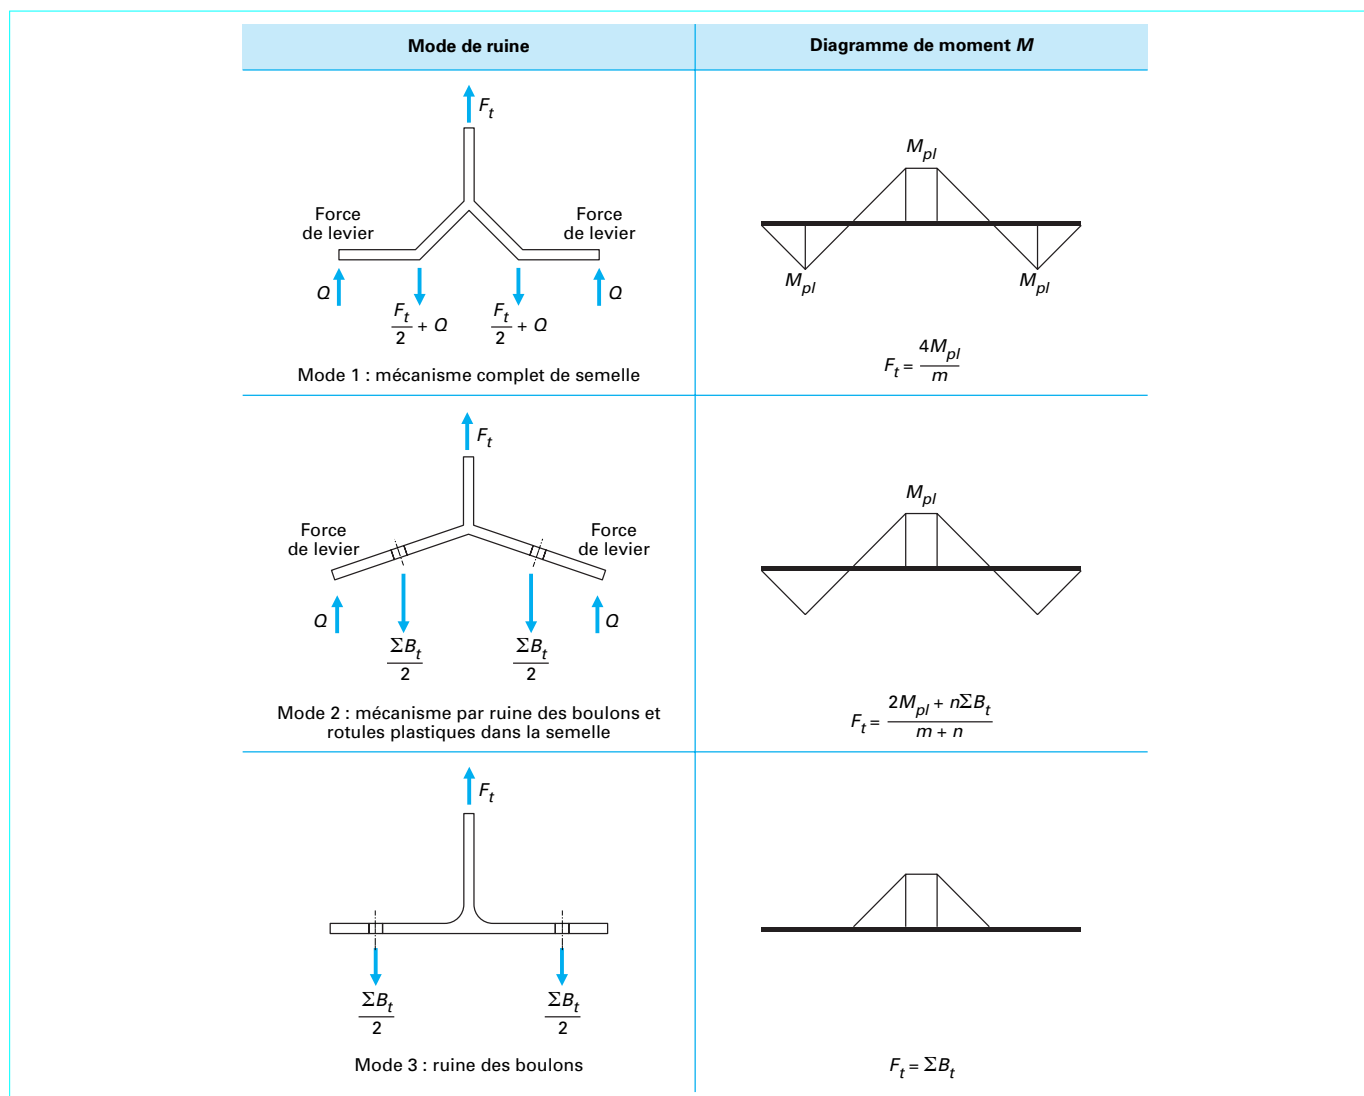 Mode de ruine
Diagramme de moment M
F_t
Force
de levier
Force
de levier
Q
Q
F_t/2 + Q
F_t/2 + Q
Mode 1 : mécanisme complet de semelle
M_pl
M_pl
M_pl
F_t = 4M_pl/m
F_t
Force
de levier
Force
de levier
Q
Q
ΣB_t/2
ΣB_t/2
Mode 2 : mécanisme par ruine des boulons et
rotules plastiques dans la semelle
M_pl
F_t = (2M_pl + nΣB_t)/(m + n)
F_t
ΣB_t/2
ΣB_t/2
Mode 3 : ruine des boulons
F_t = ΣB_t